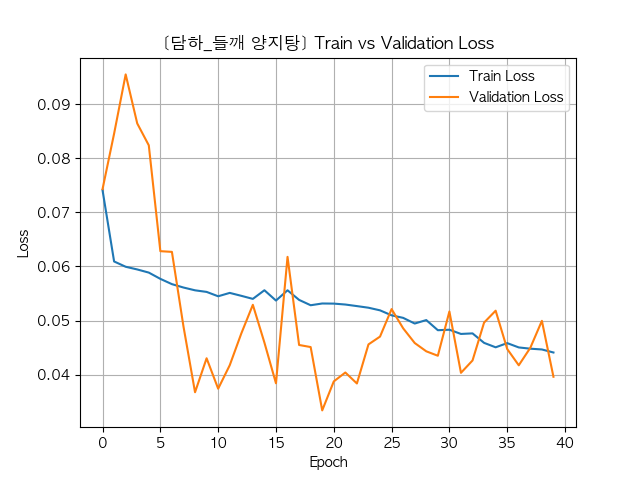 [담하_들깨 양지탕] Train vs Validation Loss
Train Loss
Validation Loss
Loss
0.09
0.08
0.07
0.06
0.05
0.04
0 5 10 15 20 25 30 35 40
Epoch